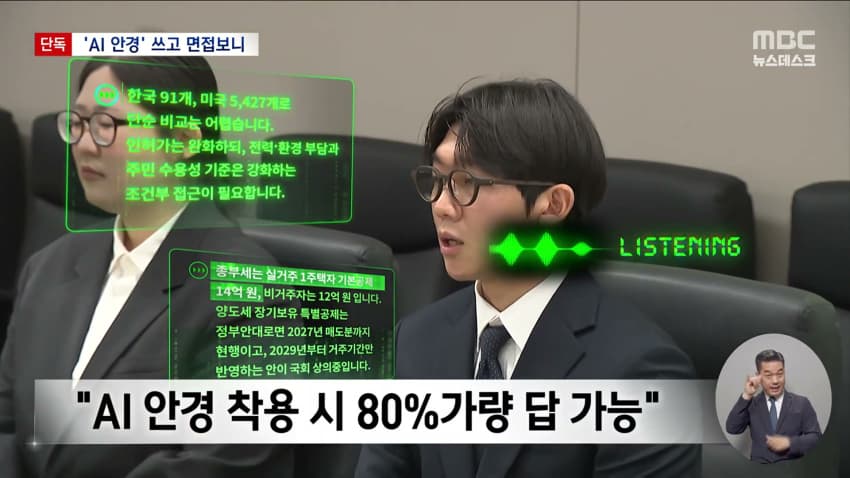 단독 'AI 안경' 쓰고 면접보니
MBC
뉴스데스크
한국 91개, 미국 5,427개로
단순 비교는 어렵습니다.
인허가는 완화하되, 전력·환경 부담과
주민 수용성 기준은 강화하는
조건부 접근이 필요합니다.
LISTENING
종부세는 실거주 1주택자 기본공제
14억 원, 비거주자는 12억 원 입니다.
양도세 장기보유 특별공제는
정부안대로면 2027년 매도분까지
현행이고, 2029년부터 거주기간만
반영하는 안이 국회 상의중입니다.
"AI 안경 착용 시 80%가량 답 가능"